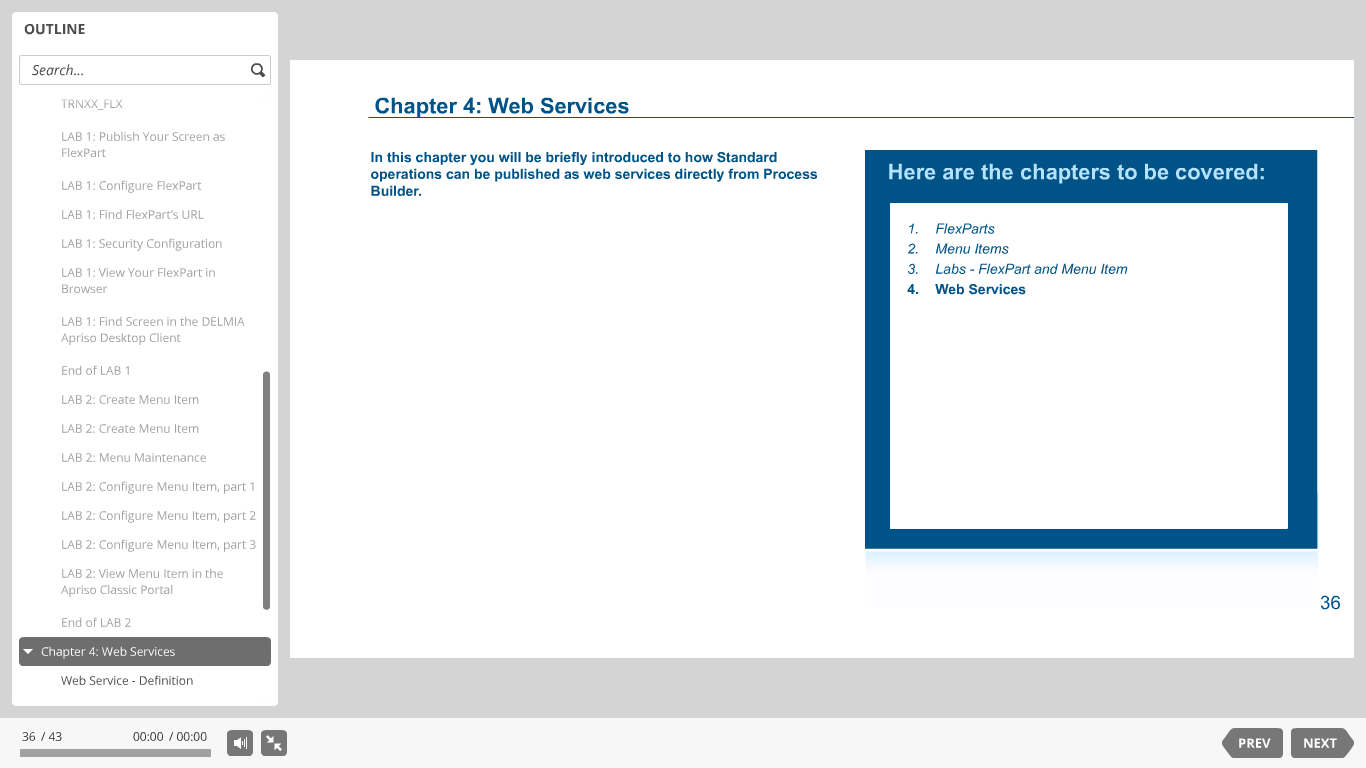 OUTLINE
Search...
TRNXX_FLX
LAB 1: Publish Your Screen as
FlexPart
LAB 1: Configure FlexPart
LAB 1: Find FlexPart's URL
LAB 1: Security Configuration
LAB 1: View Your FlexPart in
Browser
LAB 1: Find Screen in the DELMIA
Apriso Desktop Client
End of LAB 1
LAB 2: Create Menu Item
LAB 2: Create Menu Item
LAB 2: Menu Maintenance
LAB 2: Configure Menu Item, part 1
LAB 2: Configure Menu Item, part 2
LAB 2: Configure Menu Item, part 3
LAB 2: View Menu Item in the
Apriso Classic Portal
End of LAB 2
Chapter 4: Web Services
Web Service - Definition
Chapter 4: Web Services
In this chapter you will be briefly introduced to how Standard
operations can be published as web services directly from Process
Builder.
Here are the chapters to be covered:
1. FlexParts
2. Menu Items
3. Labs - FlexPart and Menu Item
4. Web Services
36
36 / 43 00:00 / 00:00
PREV NEXT